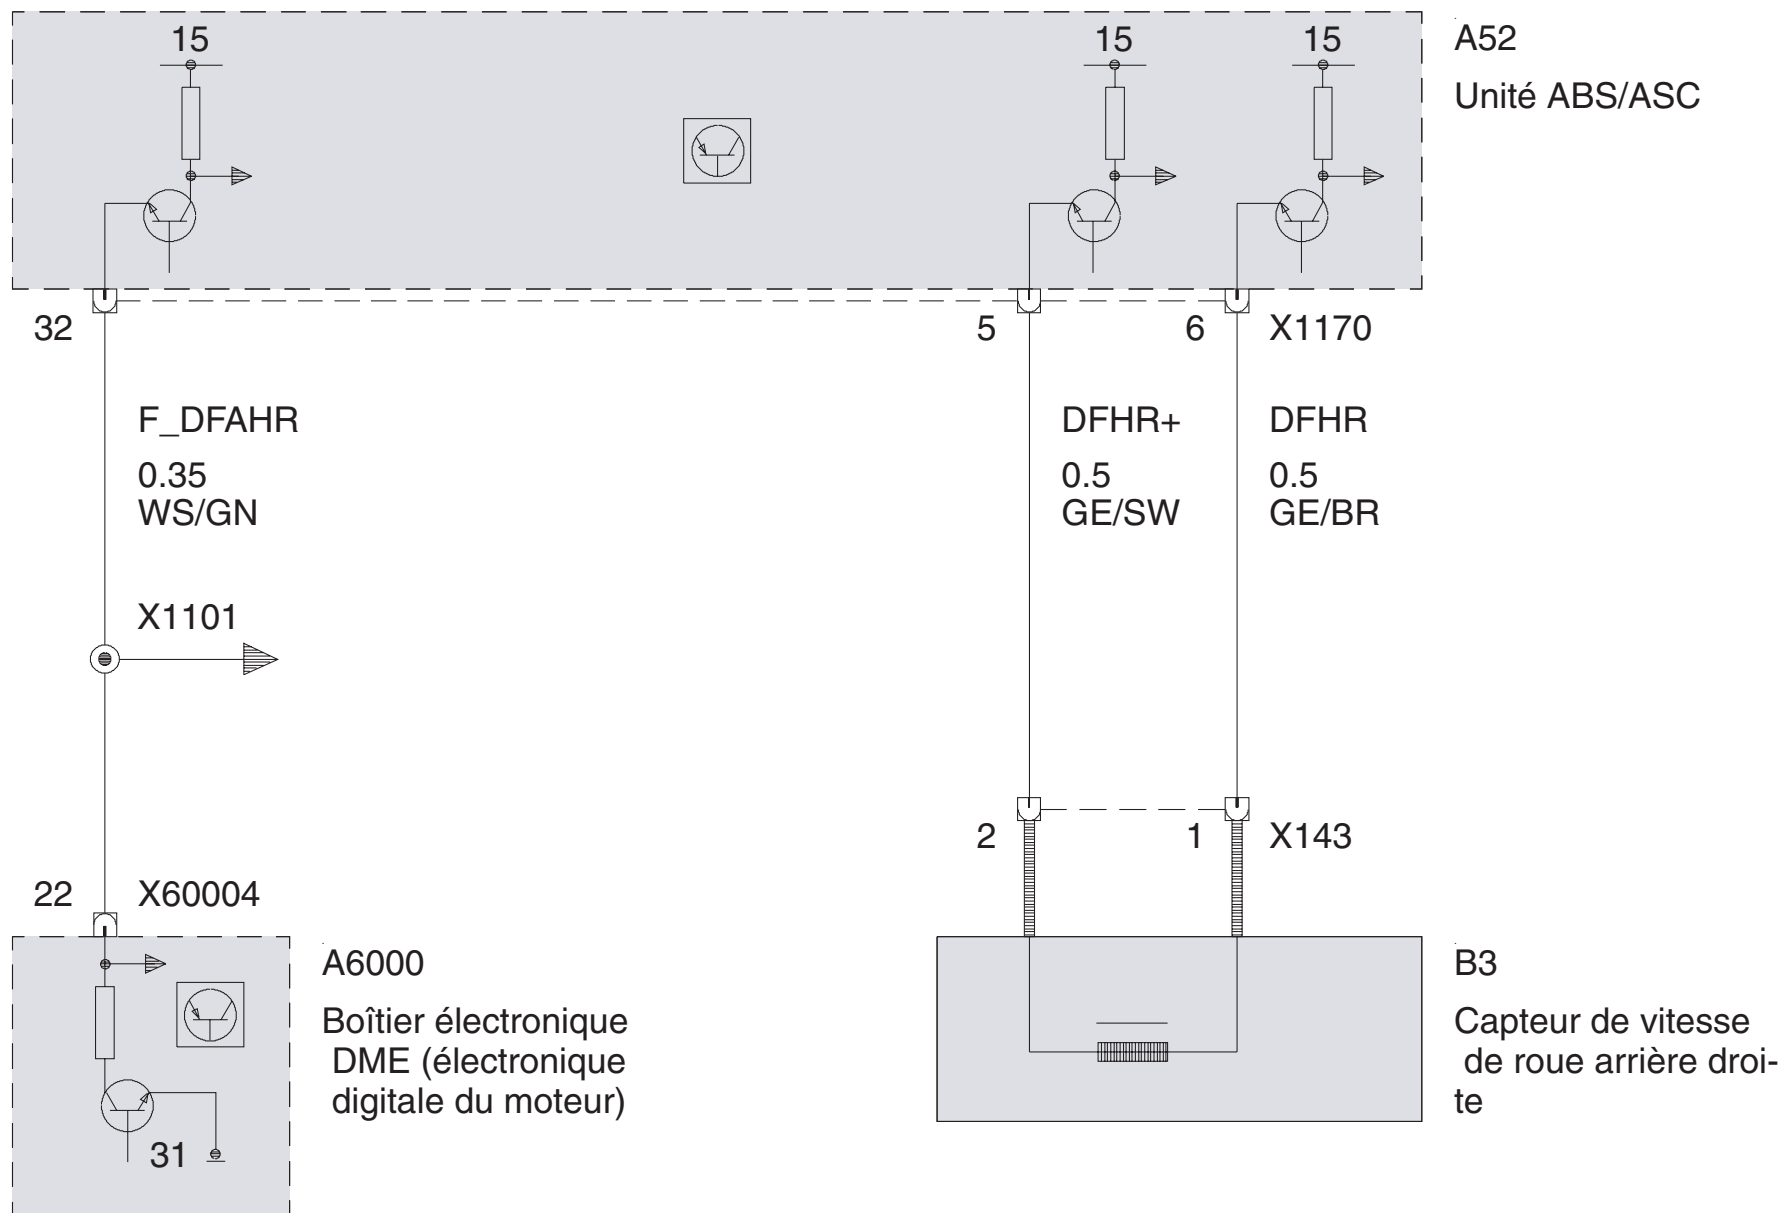 15
15
15
A52
Unité ABS/ASC
32
5
6
X1170
F_DFAHR
0.35
WS/GN
DFHR+
0.5
GE/SW
DFHR
0.5
GE/BR
X1101
2
1
X143
22
X60004
A6000
Boîtier électronique
DME (électronique
digitale du moteur)
31
B3
Capteur de vitesse
de roue arrière droi-
te